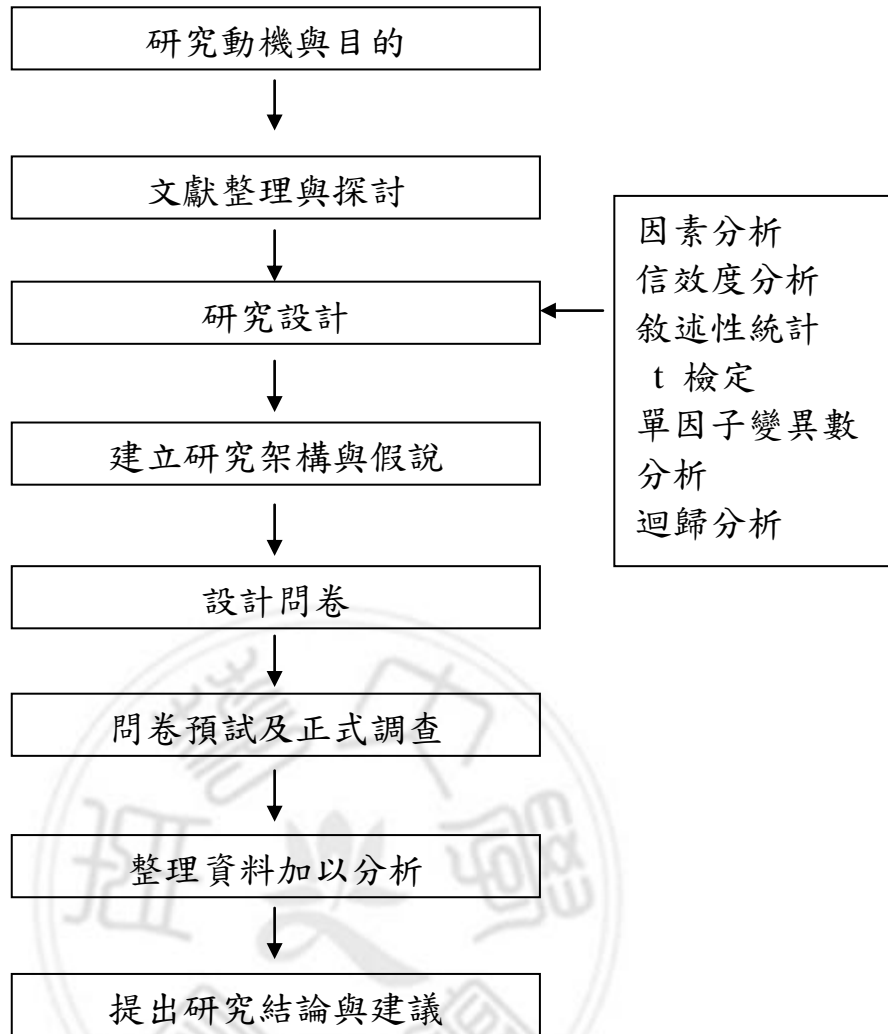 研究動機與目的
文獻整理與探討
研究設計
因素分析
信效度分析
敘述性統計
t 檢定
單因子變異數
分析
迴歸分析
建立研究架構與假說
設計問卷
問卷預試及正式調查
整理資料加以分析
提出研究結論與建議